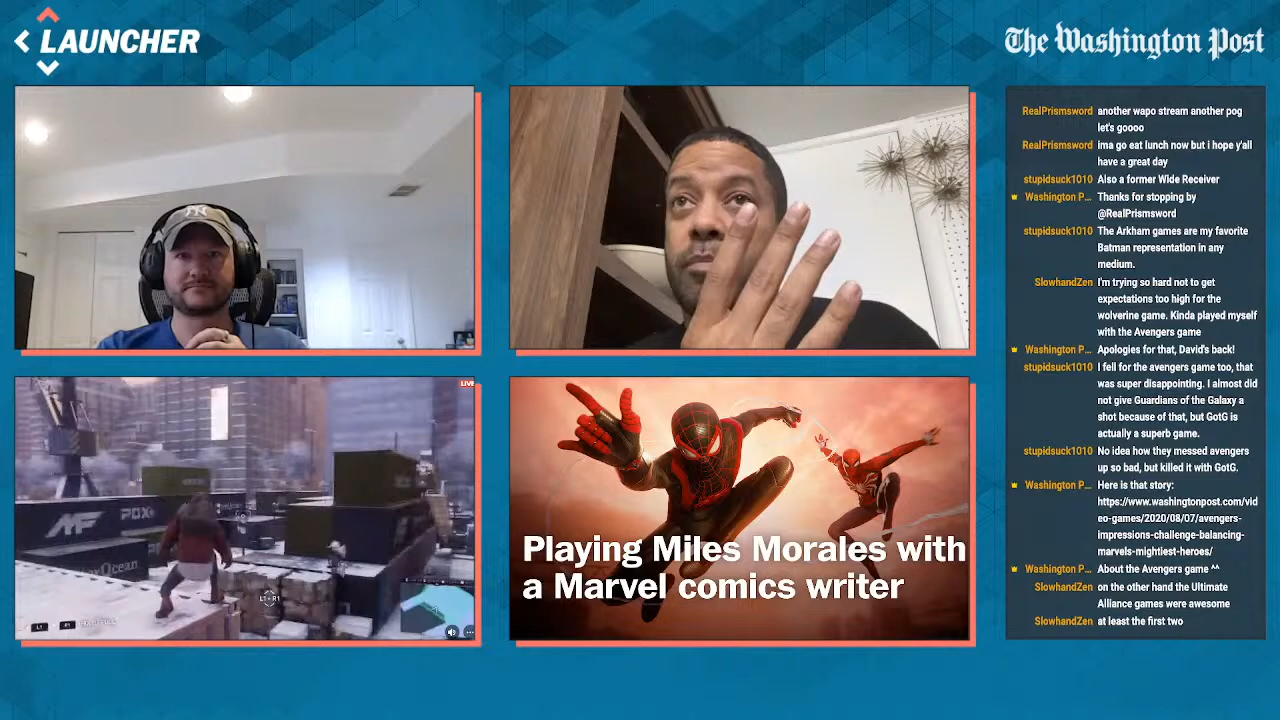 LAUNCHER
The Washington Post
NY
LIVE
MF
POX
Ocean
L1+R1
L1
R1
Playing Miles Morales with
a Marvel comics writer
RealPrismsword another wapo stream another pog
let's goooo
RealPrismsword ima go eat lunch now but i hope y'all
have a great day
stupidsuck1010 Also a former Wide Receiver
Washington P... Thanks for stopping by
@RealPrismsword
stupidsuck1010 The Arkham games are my favorite
Batman representation in any
medium.
SlowhandZen I'm trying so hard not to get
expectations too high for the
wolverine game. Kinda played myself
with the Avengers game
Washington P... Apologies for that, David's back!
stupidsuck1010 I fell for the avengers game too, that
was super disappointing. I almost did
not give Guardians of the Galaxy a
shot because of that, but GotG is
actually a superb game.
stupidsuck1010 No idea how they messed avengers
up so bad, but killed it with GotG.
Washington P... Here is that story:
https://www.washingtonpost.com/vid
eo-games/2020/08/07/avengers-
impressions-challenge-balancing-
marvels-mightiest-heroes/
Washington P... About the Avengers game ^^
SlowhandZen on the other hand the Ultimate
Alliance games were awesome
SlowhandZen at least the first two